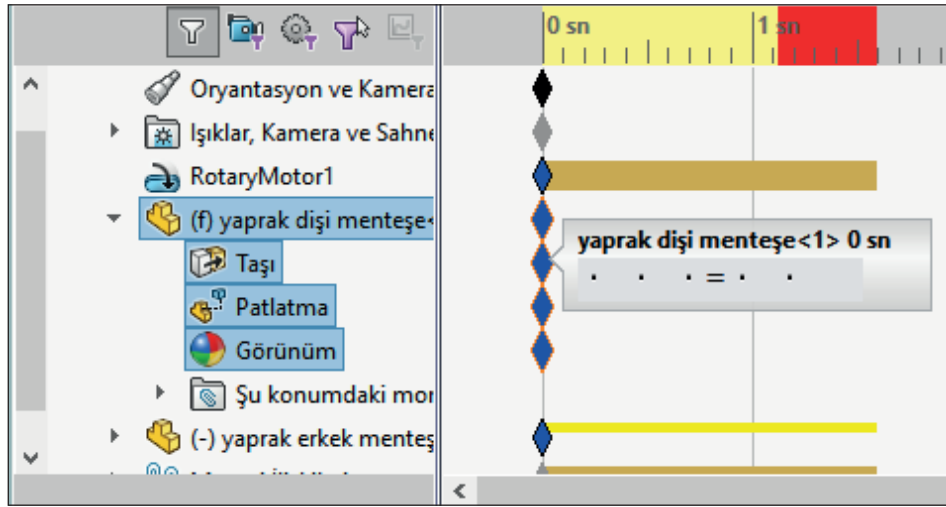 0 sn
1 sn
Oryantasyon ve Kamera
Işıklar, Kamera ve Sahne
RotaryMotor1
(f) yaprak dişi menteşe<
yaprak dişi menteşe<1> 0 sn
Taşı
Patlatma
Görünüm
Şu konumdaki mon
(-) yaprak erkek menteş